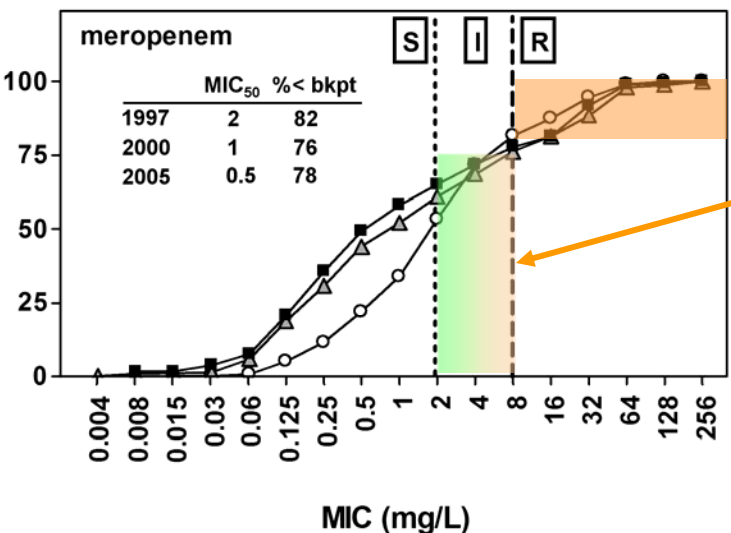 meropenem
S I R
MIC50 %< bkpt
1997 2 82
2000 1 76
2005 0.5 78
100
75
50
25
0
0.004 0.008 0.015 0.03 0.06 0.125 0.25 0.5 1 2 4 8 16 32 64 128 256
MIC (mg/L)